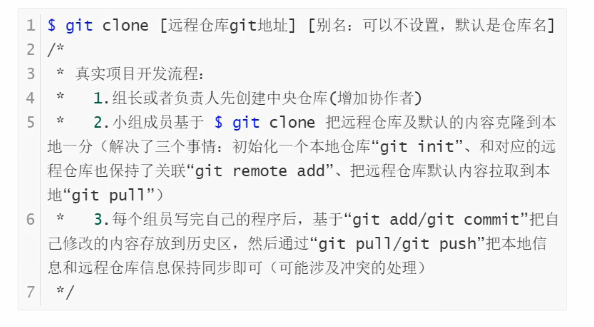 1 $ git clone [远程仓库git地址] [别名：可以不设置，默认是仓库名]
2 /*
3  * 真实项目开发流程：
4  *   1.组长或者负责人先创建中央仓库(增加协作者)
5  *   2.小组成员基于 $ git clone 把远程仓库及默认的内容克隆到本
地一分（解决了三个事情：初始化一个本地仓库“git init”、和对应的远
程仓库也保持了关联“git remote add”、把远程仓库默认内容拉取到本
地“git pull”）
6  *   3.每个组员写完自己的程序后，基于“git add/git commit”把自
己修改的内容存放到历史区，然后通过“git pull/git push”把本地信
息和远程仓库信息保持同步即可（可能涉及冲突的处理）
7  */